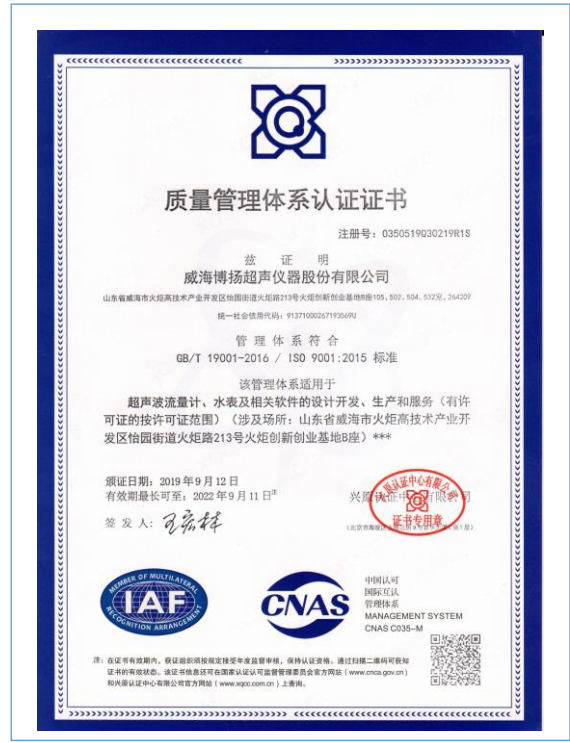 质量管理体系认证证书
注册号：0350519Q30219R1S
兹 证 明
威海博扬超声仪器股份有限公司
山东省威海市火炬高技术产业开发区怡园街道火炬路213号火炬创新创业基地B座105、502、504、532室，264209
统一社会信用代码：91371000267193569U
管 理 体 系 符 合
GB/T 19001-2016 / ISO 9001:2015 标准
该管理体系适用于
超声波流量计、水表及相关软件的设计开发、生产和服务（有许
可证的按许可证范围）（涉及场所：山东省威海市火炬高技术产业开
发区怡园街道火炬路213号火炬创新创业基地B座）***
颁证日期：2019年9月12日
有效期最长可至：2022年9月11日注
签 发 人：
兴原认证中心有限公司
证书专用章
MEMBER OF MULTILATERAL
IAF
RECOGNITION ARRANGEMENT
CNAS
中国认可
国际互认
管理体系
MANAGEMENT SYSTEM
CNAS C035-M
注：在证书有效期内，获证组织须按规定接受年度监督审核，保持认证资格。通过扫描二维码可获知
证书的有效状态。该证书信息还可在国家认证认可监督管理委员会官方网站（www.cnca.gov.cn）
和兴原认证中心有限公司官方网站（www.xqcc.com.cn）上查询。